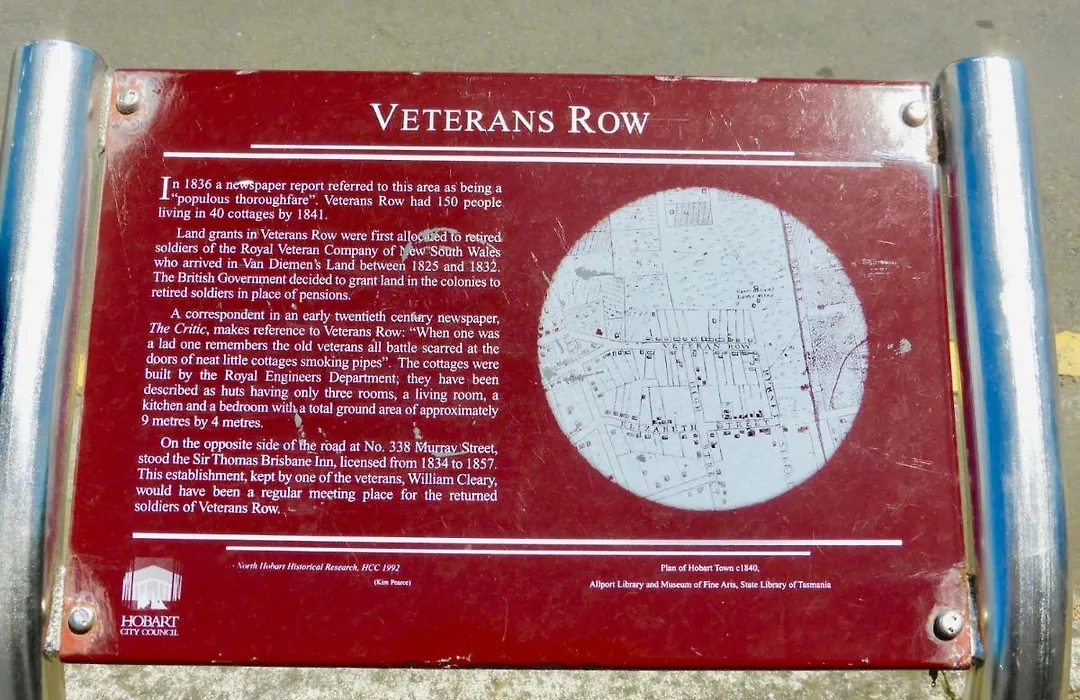 VETERANS ROW
In 1836 a newspaper report referred to this area as being a
"populous thoroughfare". Veterans Row had 150 people
living in 40 cottages by 1841.
Land grants in Veterans Row were first allocated to retired
soldiers of the Royal Veteran Company of New South Wales
who arrived in Van Diemen's Land between 1825 and 1832.
The British Government decided to grant land in the colonies to
retired soldiers in place of pensions.
A correspondent in an early twentieth century newspaper,
The Critic, makes reference to Veterans Row: "When one was
a lad one remembers the old veterans all battle scarred at the
doors of neat little cottages smoking pipes". The cottages were
built by the Royal Engineers Department; they have been
described as huts having only three rooms, a living room, a
kitchen and a bedroom with a total ground area of approximately
9 metres by 4 metres.
On the opposite side of the road at No. 338 Murray Street,
stood the Sir Thomas Brisbane Inn, licensed from 1834 to 1857.
This establishment, kept by one of the veterans, William Cleary,
would have been a regular meeting place for the returned
soldiers of Veterans Row.
ELIZABETH STREET
North Hobart Historical Research, HCC 1992
(Kim Pearce)
Plan of Hobart Town c1840,
Allport Library and Museum of Fine Arts, State Library of Tasmania
HOBART
CITY COUNCIL